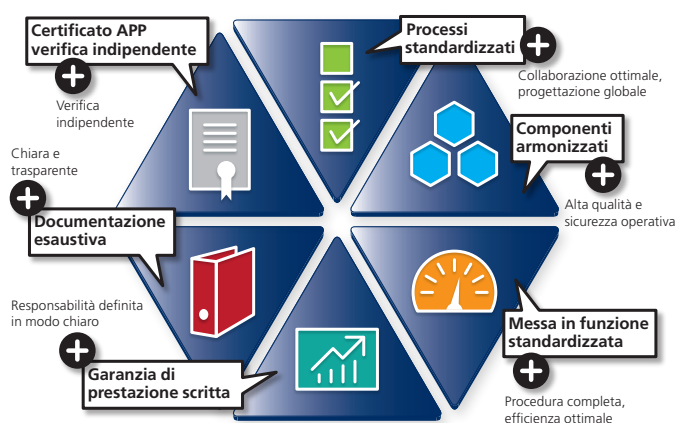 Certificato APP
verifica indipendente
Verifica
indipendente
Processi
standardizzati
Collaborazione ottimale,
progettazione globale
Componenti
armonizzati
Alta qualità e
sicurezza operativa
Chiara e
trasparente
Documentazione
esaustiva
Messa in funzione
standardizzata
Procedura completa,
efficienza ottimale
Responsabilità definita
in modo chiaro
Garanzia di
prestazione scritta